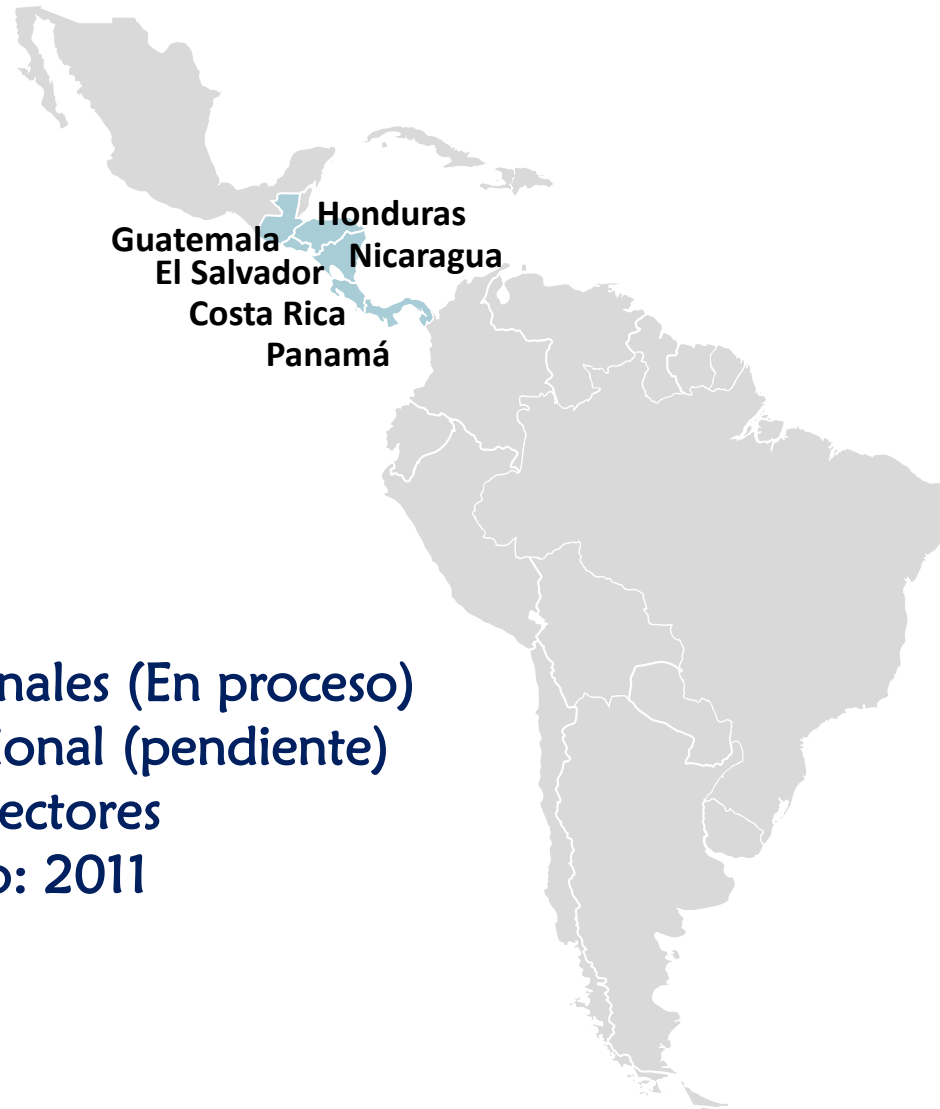 Honduras
Guatemala
Nicaragua
El Salvador
Costa Rica
Panamá
nales (En proceso)
ional (pendiente)
ectores
o: 2011